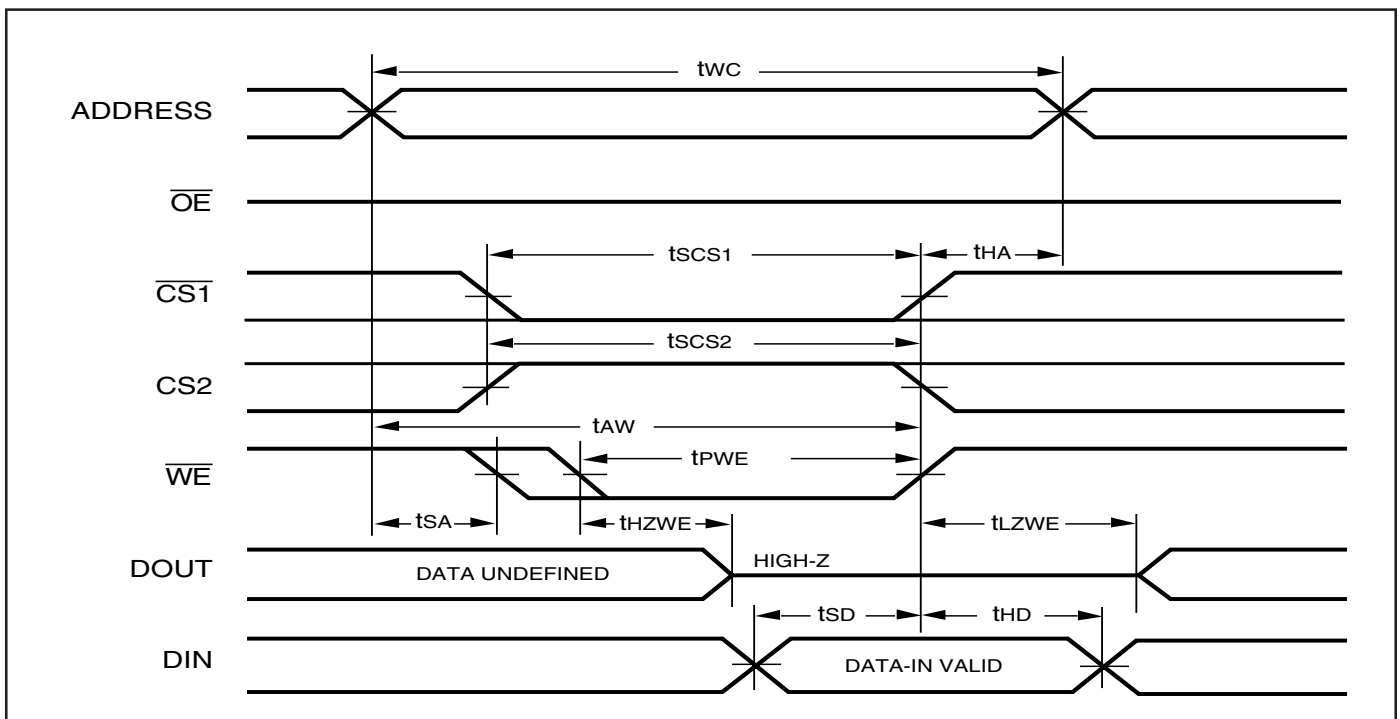 tWC
ADDRESS
OE
tSCS1
tHA
CS1
tSCS2
CS2
tAW
WE
tPWE
tSA
tHZWE
tLZWE
DOUT
DATA UNDEFINED
HIGH-Z
tSD
tHD
DIN
DATA-IN VALID